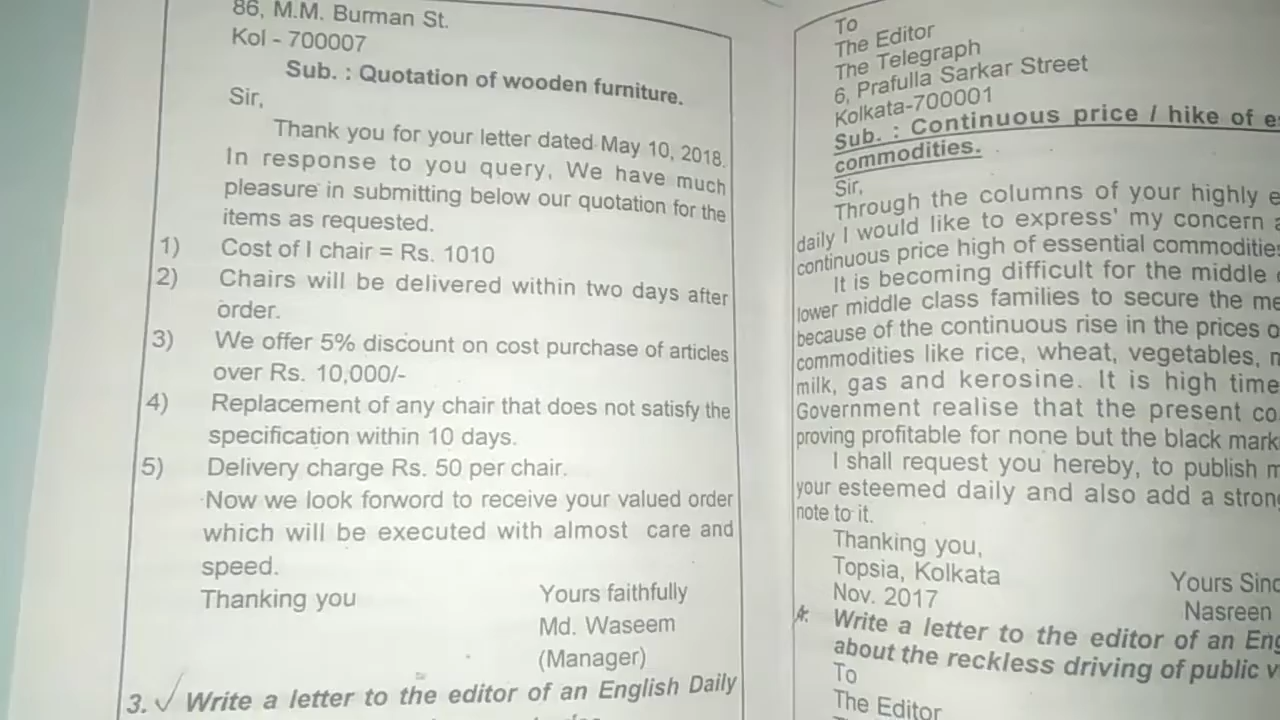 86, M.M. Burman St.
Kol - 700007
Sub. : Quotation of wooden furniture.
Sir,
Thank you for your letter dated May 10, 2018.
In response to you query, We have much
pleasure in submitting below our quotation for the
items as requested.
1) Cost of I chair = Rs. 1010
2) Chairs will be delivered within two days after
order.
3) We offer 5% discount on cost purchase of articles
over Rs. 10,000/-
4) Replacement of any chair that does not satisfy the
specification within 10 days.
5) Delivery charge Rs. 50 per chair.
Now we look forward to receive your valued order
which will be executed with almost care and
speed.
Thanking you Yours faithfully
Md. Waseem
(Manager)
3. Write a letter to the editor of an English Daily
To
The Editor
The Telegraph
6, Prafulla Sarkar Street
Kolkata-700001
Sub. : Continuous price / hike of
commodities.
Sir,
Through the columns of your highly
daily I would like to express' my concern
continuous price high of essential
It is becoming difficult for the middle
lower middle class families to secure the
because of the continuous rise in the prices
commodities like rice, wheat, vegetables,
milk, gas and kerosine. It is high time
Government realise that the present
proving profitable for none but the black
I shall request you hereby, to publish
your esteemed daily and also add a
note to it.
Thanking you,
Topsia, Kolkata
Nov. 2017
Yours
Nasreen
Write a letter to the editor of an
about the reckless driving of public
To
The Editor